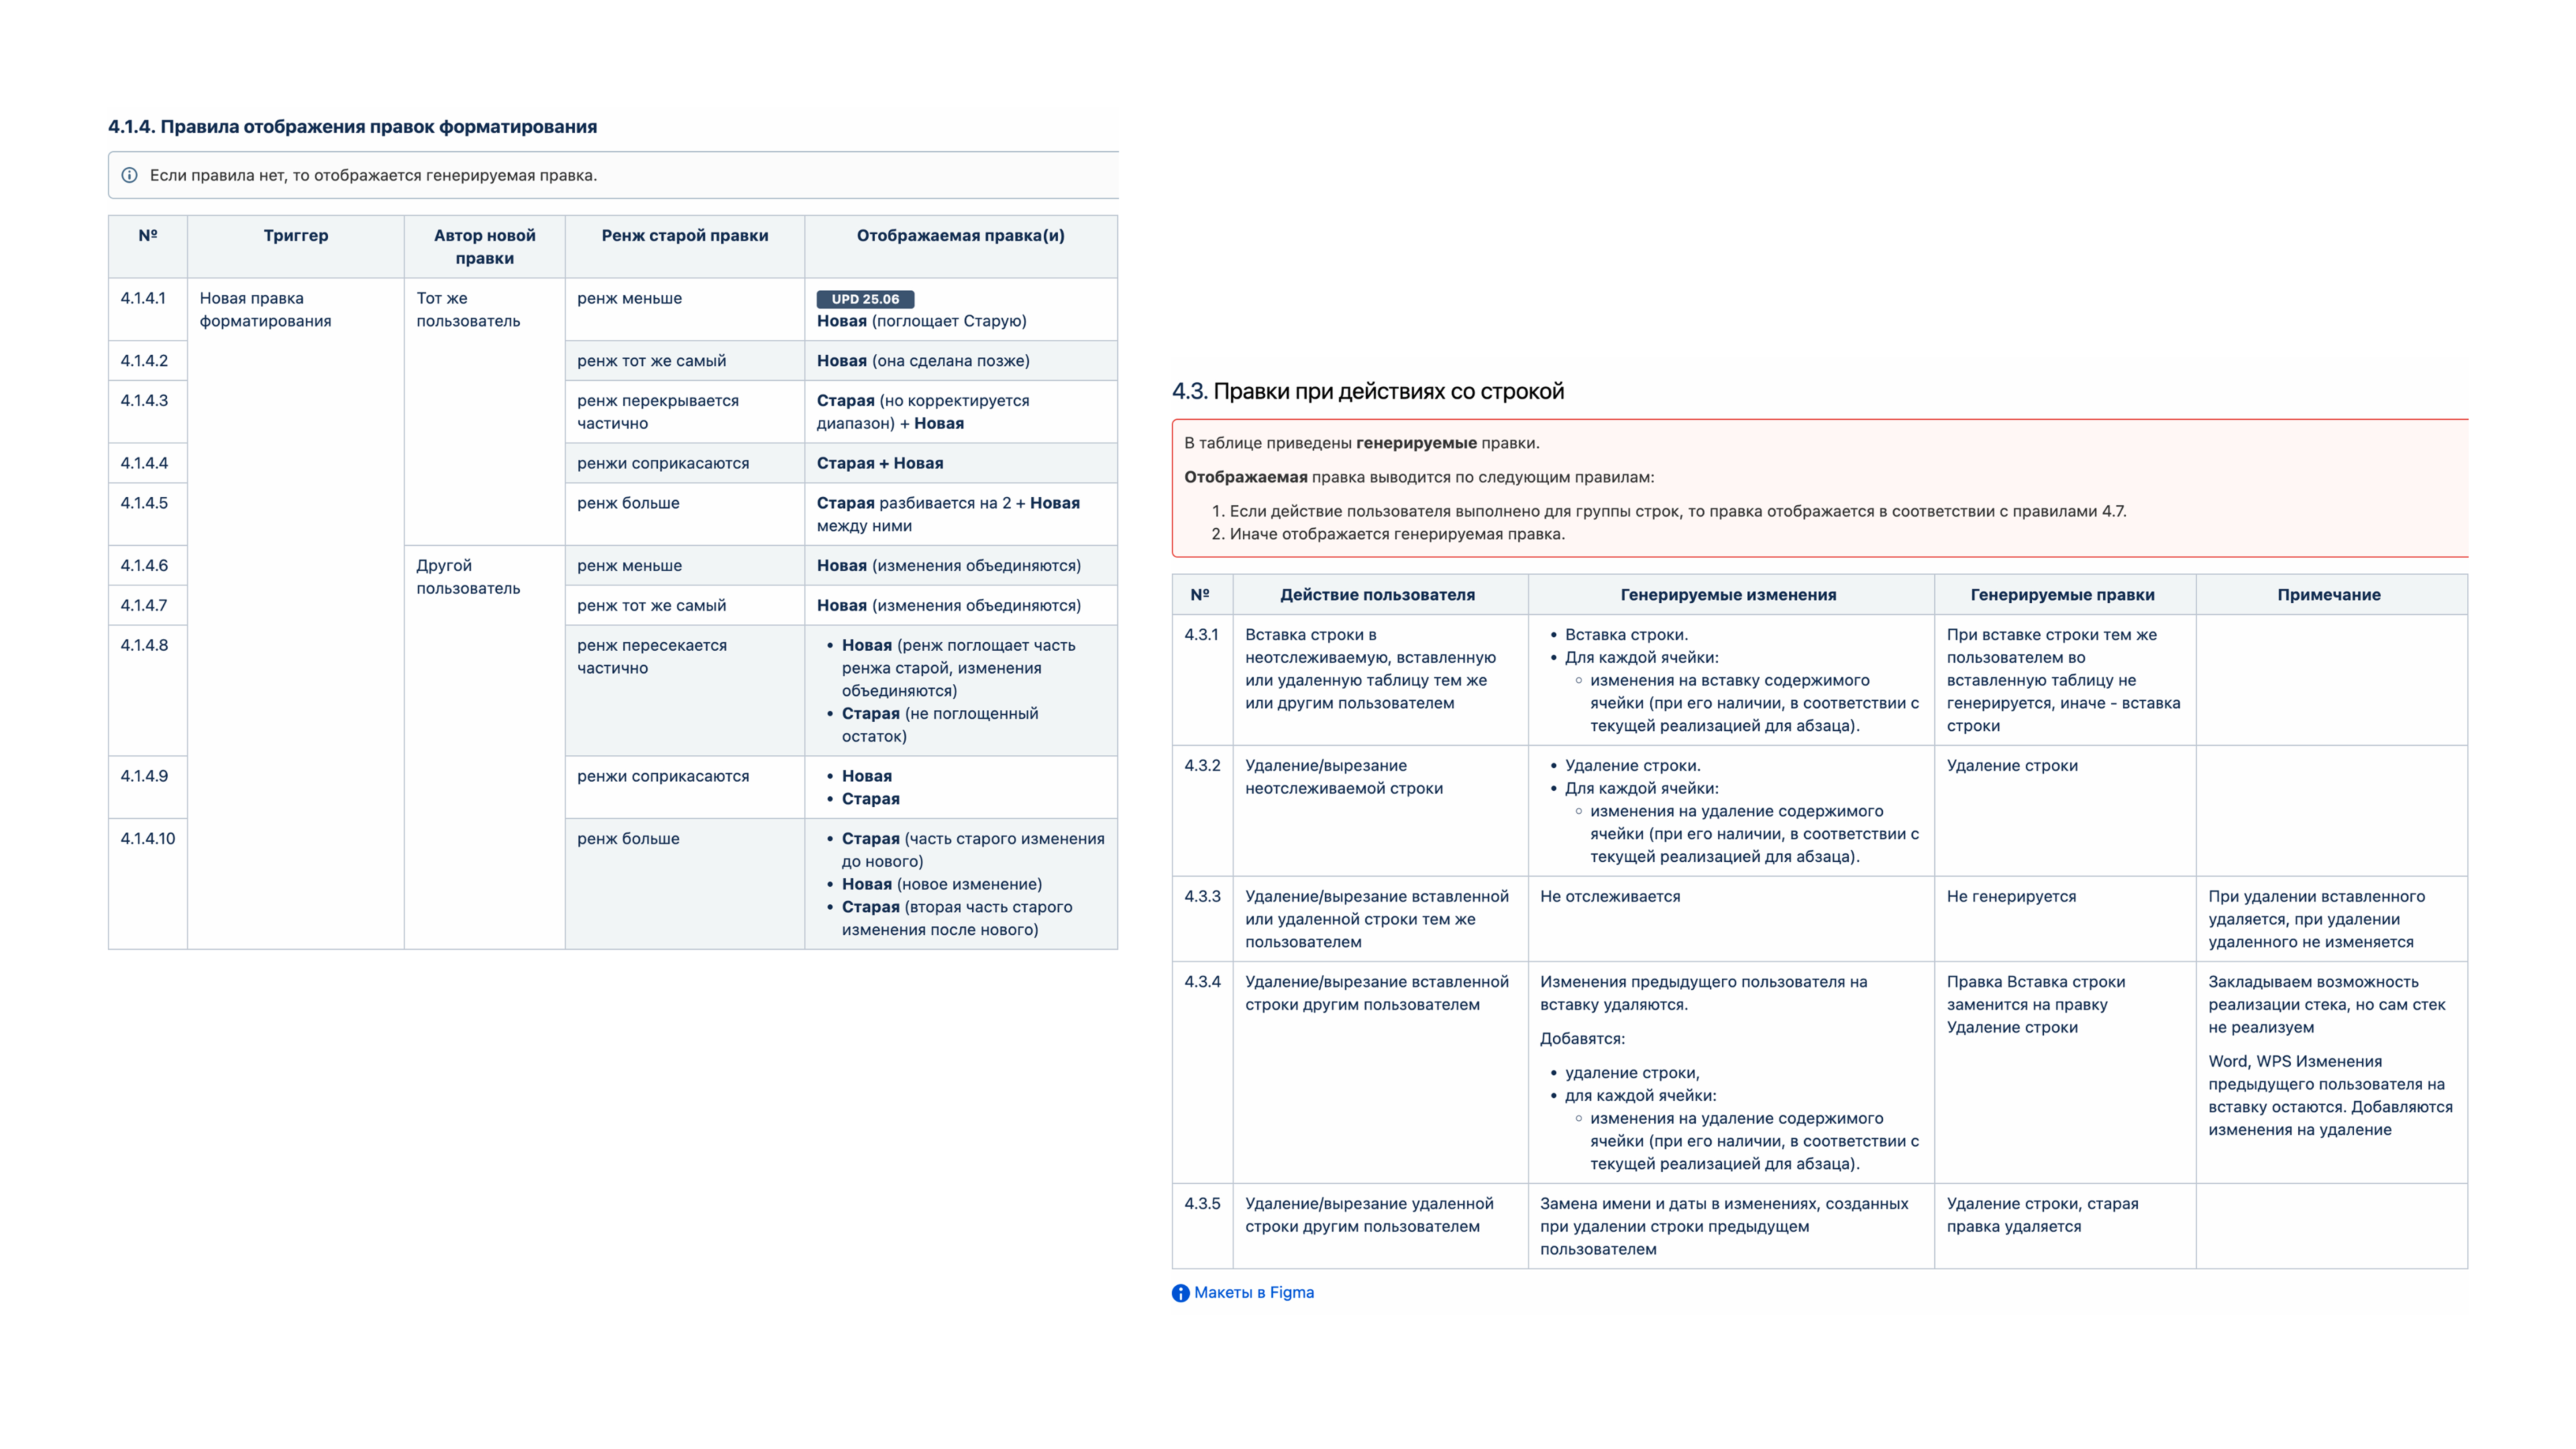 4.1.4. Правила отображения правок форматирования
Если правила нет, то отображается генерируемая правка.
№
Триггер
Автор новой
правки
Ренж старой правки
Отображаемая правка(и)
4.1.4.1
Новая правка
форматирования
Тот же
пользователь
ренж меньше
UPD 25.06
Новая (поглощает Старую)
4.1.4.2
ренж тот же самый
Новая (она сделана позже)
4.1.4.3
ренж перекрывается
частично
Старая (но корректируется
диапазон) + Новая
4.1.4.4
ренжи соприкасаются
Старая + Новая
4.1.4.5
ренж больше
Старая разбивается на 2 + Новая
между ними
4.1.4.6
Другой
пользователь
ренж меньше
Новая (изменения объединяются)
4.1.4.7
ренж тот же самый
Новая (изменения объединяются)
4.1.4.8
ренж пересекается
частично
• Новая (ренж поглощает часть
ренжа старой, изменения
объединяются)
• Старая (не поглощенный
остаток)
4.1.4.9
ренжи соприкасаются
• Новая
• Старая
4.1.4.10
ренж больше
• Старая (часть старого изменения
до нового)
• Новая (новое изменение)
• Старая (вторая часть старого
изменения после нового)
4.3. Правки при действиях со строкой
В таблице приведены генерируемые правки.
Отображаемая правка выводится по следующим правилам:
1. Если действие пользователя выполнено для группы строк, то правка отображается в соответствии с правилами 4.7.
2. Иначе отображается генерируемая правка.
№
Действие пользователя
Генерируемые изменения
Генерируемые правки
Примечание
4.3.1
Вставка строки в
неотслеживаемую, вставленную
или удаленную таблицу тем же
или другим пользователем
• Вставка строки.
• Для каждой ячейки:
◦ изменения на вставку содержимого
ячейки (при его наличии, в соответствии с
текущей реализацией для абзаца).
При вставке строки тем же
пользователем во
вставленную таблицу не
генерируется, иначе - вставка
строки
4.3.2
Удаление/вырезание
неотслеживаемой строки
• Удаление строки.
• Для каждой ячейки:
◦ изменения на удаление содержимого
ячейки (при его наличии, в соответствии с
текущей реализацией для абзаца).
Удаление строки
4.3.3
Удаление/вырезание вставленной
или удаленной строки тем же
пользователем
Не отслеживается
Не генерируется
При удалении вставленного
удаляется, при удалении
удаленного не изменяется
4.3.4
Удаление/вырезание вставленной
строки другим пользователем
Изменения предыдущего пользователя на
вставку удаляются.
Добавятся:
• удаление строки,
• для каждой ячейки:
◦ изменения на удаление содержимого
ячейки (при его наличии, в соответствии с
текущей реализацией для абзаца).
Правка Вставка строки
заменится на правку
Удаление строки
Закладываем возможность
реализации стека, но сам стек
не реализуем
Word, WPS Изменения
предыдущего пользователя на
вставку остаются. Добавляются
изменения на удаление
4.3.5
Удаление/вырезание удаленной
строки другим пользователем
Замена имени и даты в изменениях, созданных
при удалении строки предыдущем
пользователем
Удаление строки, старая
правка удаляется
Макеты в Figma